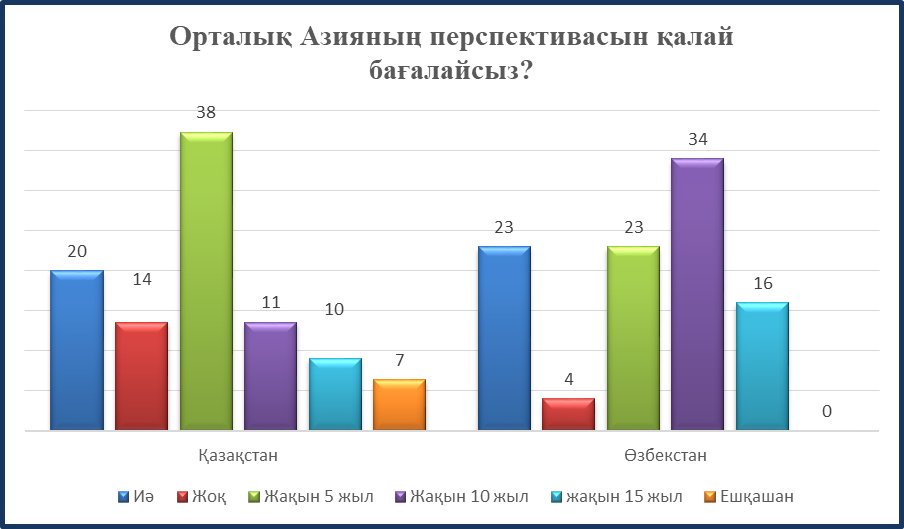 Орталық Азияның перспективасын қалай
бағалайсыз?
38
34
23
23
20
16
14
11
10
7
4
0
Қазақстан
Өзбекстан
Иә
Жоқ
Жақын 5 жыл
Жақын 10 жыл
жақын 15 жыл
Ешқашан